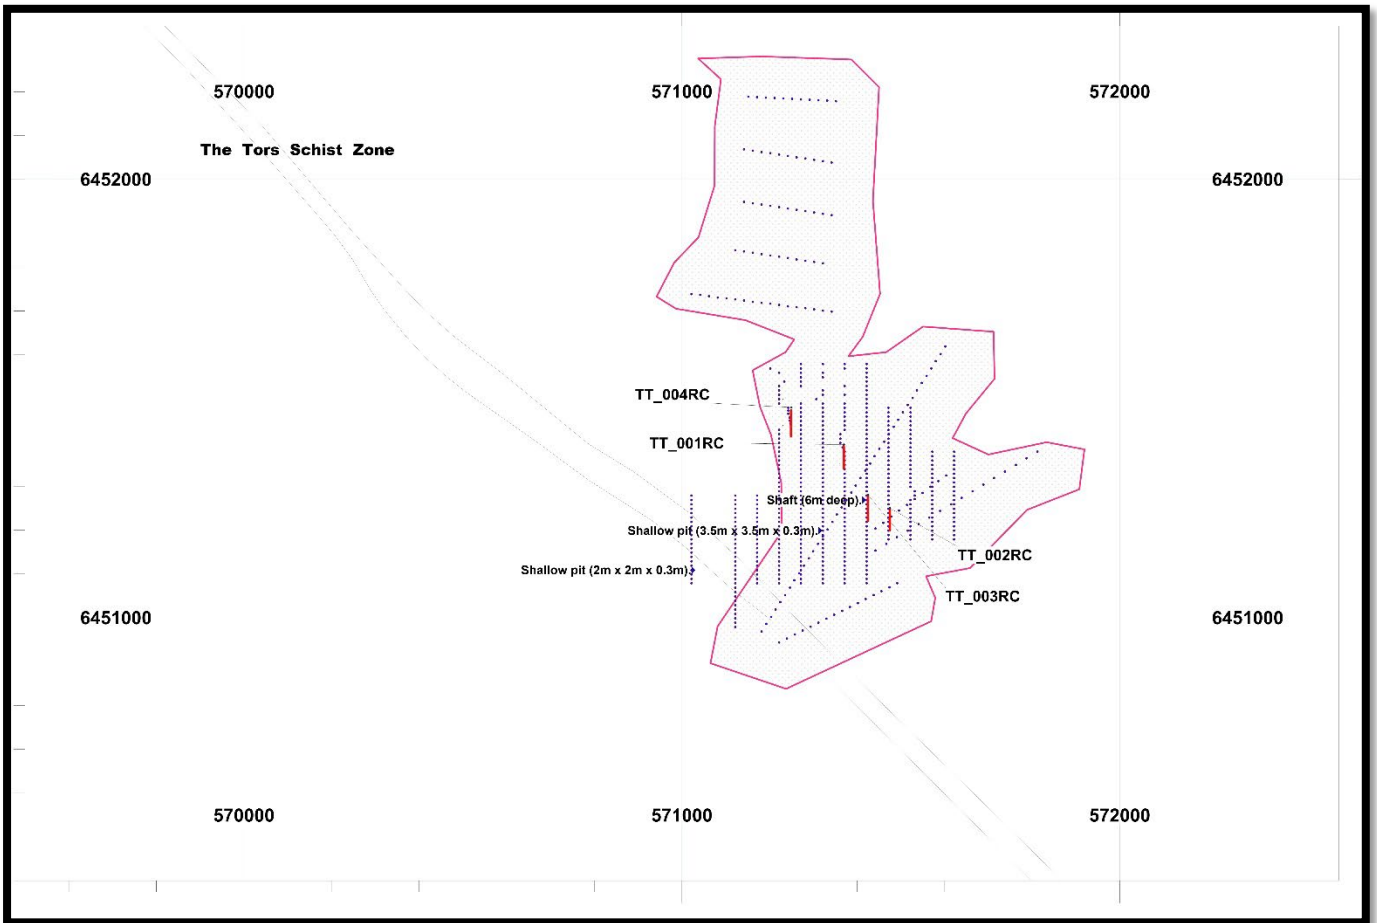 570000
571000
572000
The Tors Schist Zone
6452000
6452000
TT_004RC
TT_001RC
Shaft (6m deep)
Shallow pit (3.5m x 3.5m x 0.3m)
TT_002RC
Shallow pit (2m x 2m x 0.3m)
TT_003RC
6451000
6451000
570000
571000
572000